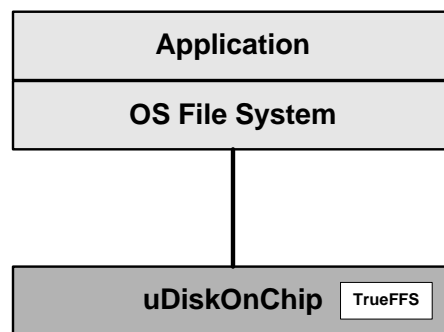 Application
OS File System
uDiskOnChip
TrueFFS